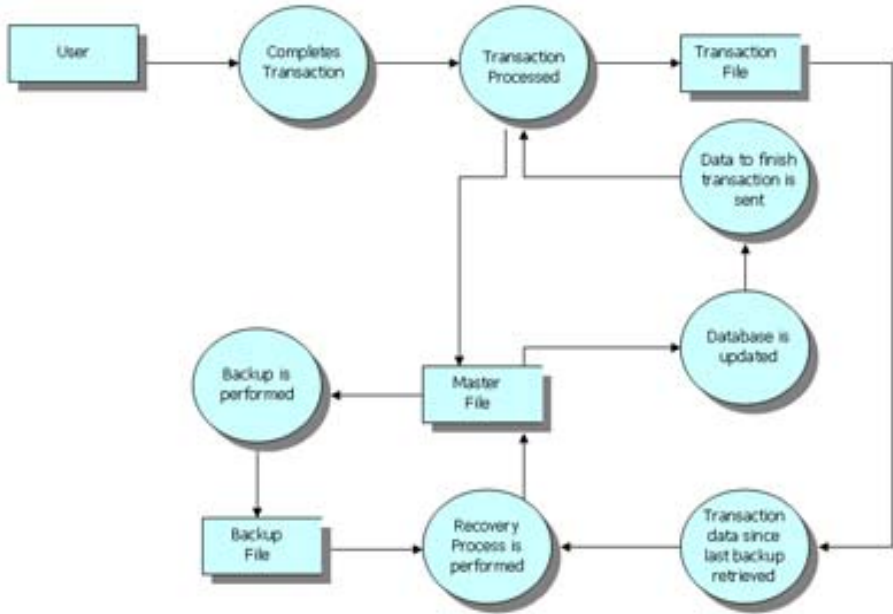 User
Completes
Transaction
Transaction
Processed
Transaction
File
Data to finish
transaction is
sent
Database is
updated
Backup is
performed
Master
File
Backup
File
Recovery
Process is
performed
Transaction
data since
last backup
retrieved